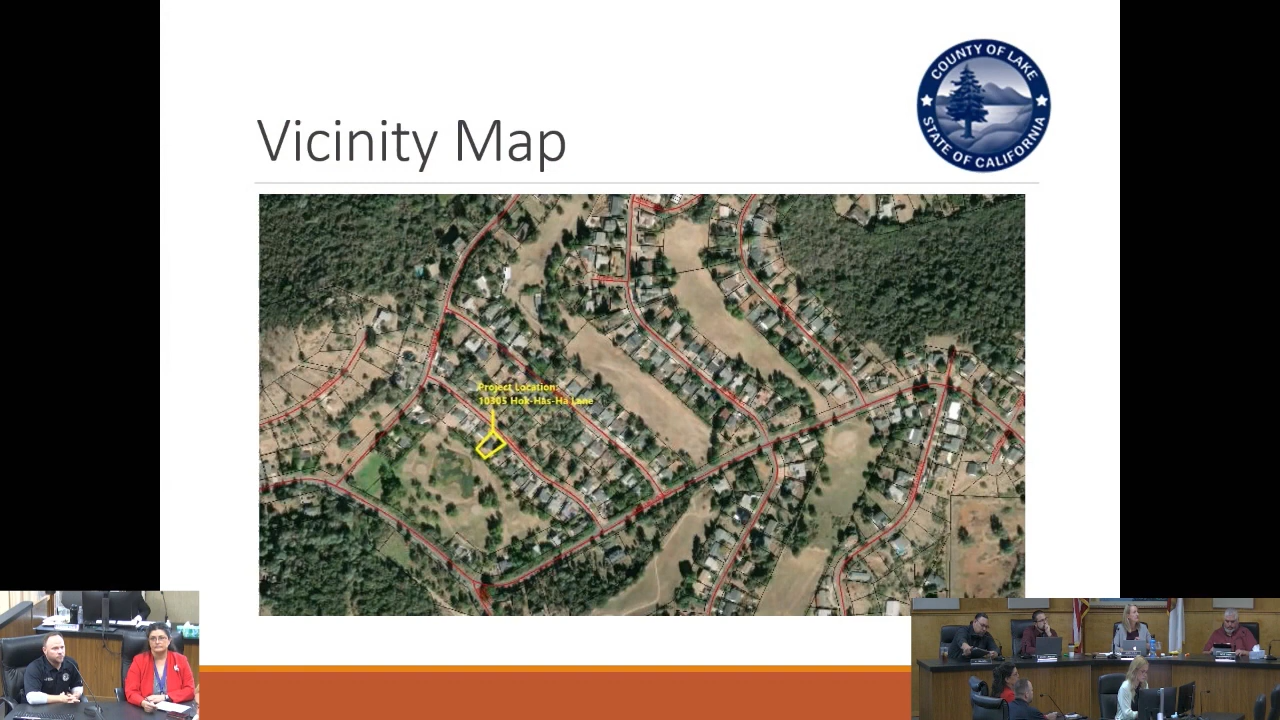 COUNTY OF LAKE
STATE OF CALIFORNIA
Vicinity Map
Project Location:
10305 Hok-Has-Ha Lane